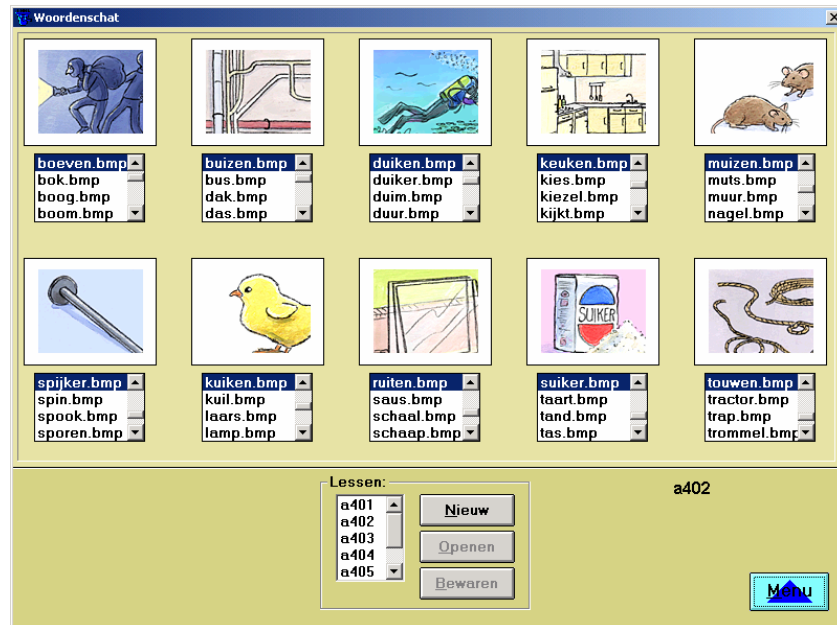 Woordenschat
boeven.bmp
bok.bmp
boog.bmp
boom.bmp
buizen.bmp
bus.bmp
dak.bmp
das.bmp
duiken.bmp
duiker.bmp
duim.bmp
duur.bmp
keuken.bmp
kies.bmp
kiezel.bmp
kijkt.bmp
muizen.bmp
muts.bmp
muur.bmp
nagel.bmp
SUIKER
spijker.bmp
spin.bmp
spook.bmp
sporen.bmp
kuiken.bmp
kuil.bmp
laars.bmp
lamp.bmp
ruiten.bmp
saus.bmp
schaal.bmp
schaap.bmp
suiker.bmp
taart.bmp
tand.bmp
tas.bmp
touwen.bmp
tractor.bmp
trap.bmp
trommel.bmp
Lessen:
a401
a402
a403
a404
a405
Nieuw
Openen
Bewaren
a402
Menu